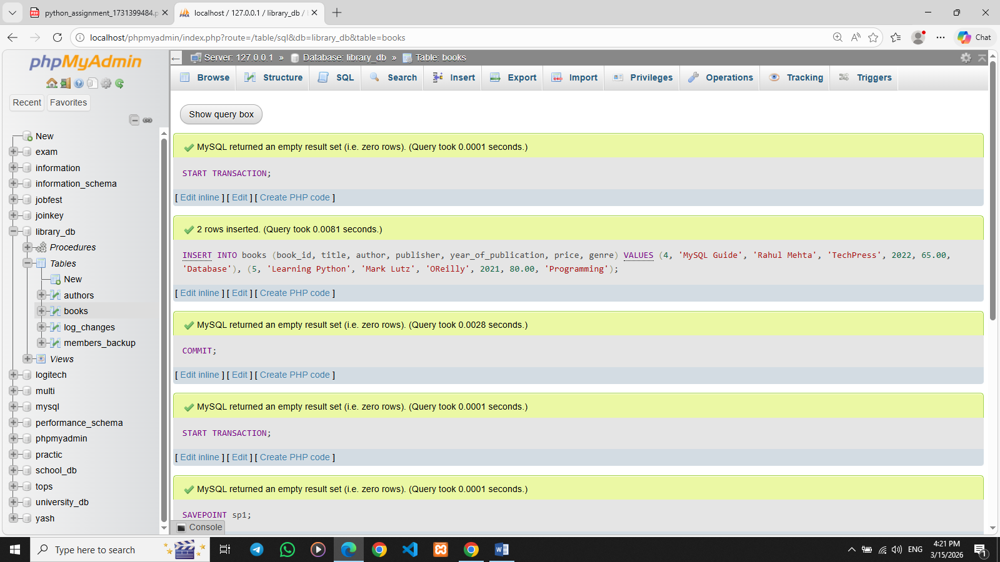 python_assignment_1731399484.p
localhost / 127.0.0.1 / library_db /
localhost/phpmyadmin/index.php?route=/table/sql&db=library_db&table=books
Chat
phpMyAdmin
Recent
Favorites
New
exam
information
information_schema
jobfest
joinkey
library_db
Procedures
Tables
New
authors
books
log_changes
members_backup
Views
logitech
multi
mysql
performance_schema
phpmyadmin
practic
school_db
tops
university_db
yash
Server: 127.0.0.1 » Database: library_db » Table: books
Browse Structure SQL Search Insert Export Import Privileges Operations Tracking Triggers
Show query box
MySQL returned an empty result set (i.e. zero rows). (Query took 0.0001 seconds.)
START TRANSACTION;
[ Edit inline ] [ Edit ] [ Create PHP code ]
2 rows inserted. (Query took 0.0081 seconds.)
INSERT INTO books (book_id, title, author, publisher, year_of_publication, price, genre) VALUES (4, 'MySQL Guide', 'Rahul Mehta', 'TechPress', 2022, 65.00,
'Database'), (5, 'Learning Python', 'Mark Lutz', 'OReilly', 2021, 80.00, 'Programming');
[ Edit inline ] [ Edit ] [ Create PHP code ]
MySQL returned an empty result set (i.e. zero rows). (Query took 0.0028 seconds.)
COMMIT;
[ Edit inline ] [ Edit ] [ Create PHP code ]
MySQL returned an empty result set (i.e. zero rows). (Query took 0.0001 seconds.)
START TRANSACTION;
[ Edit inline ] [ Edit ] [ Create PHP code ]
MySQL returned an empty result set (i.e. zero rows). (Query took 0.0001 seconds.)
SAVEPOINT sp1;
Console
Type here to search
ENG
4:21 PM
3/15/2026
1